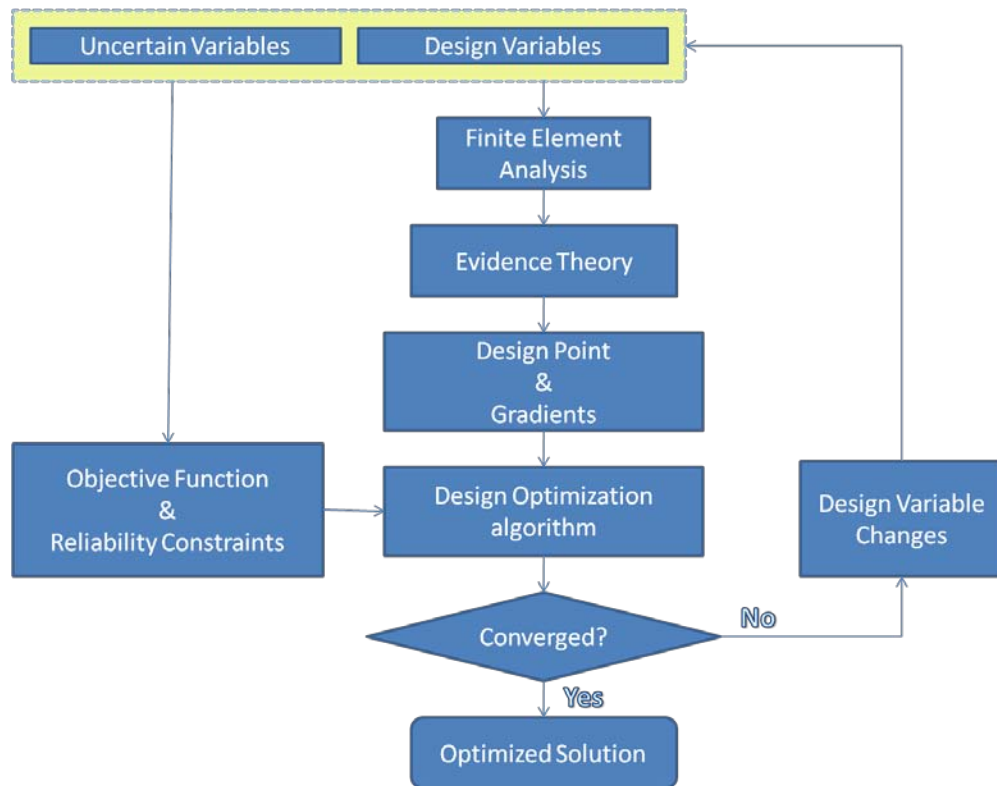 Uncertain Variables
Design Variables
Finite Element
Analysis
Evidence Theory
Design Point
&
Gradients
Objective Function
&
Reliability Constraints
Design Optimization
algorithm
Design Variable
Changes
Converged?
No
Yes
Optimized Solution